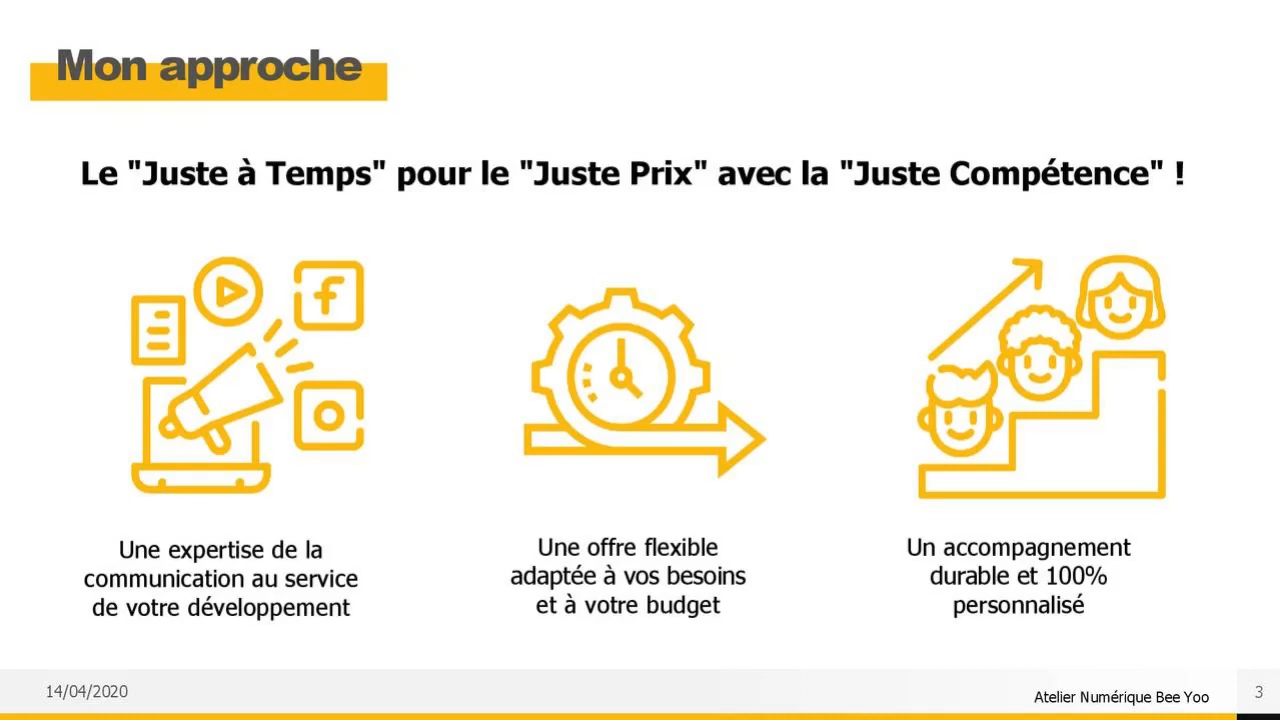 Mon approche
Le "Juste à Temps" pour le "Juste Prix" avec la "Juste Compétence" !
Une expertise de la
communication au service
de votre développement
Une offre flexible
adaptée à vos besoins
et à votre budget
Un accompagnement
durable et 100%
personnalisé
14/04/2020
Atelier Numérique Bee Yoo
3